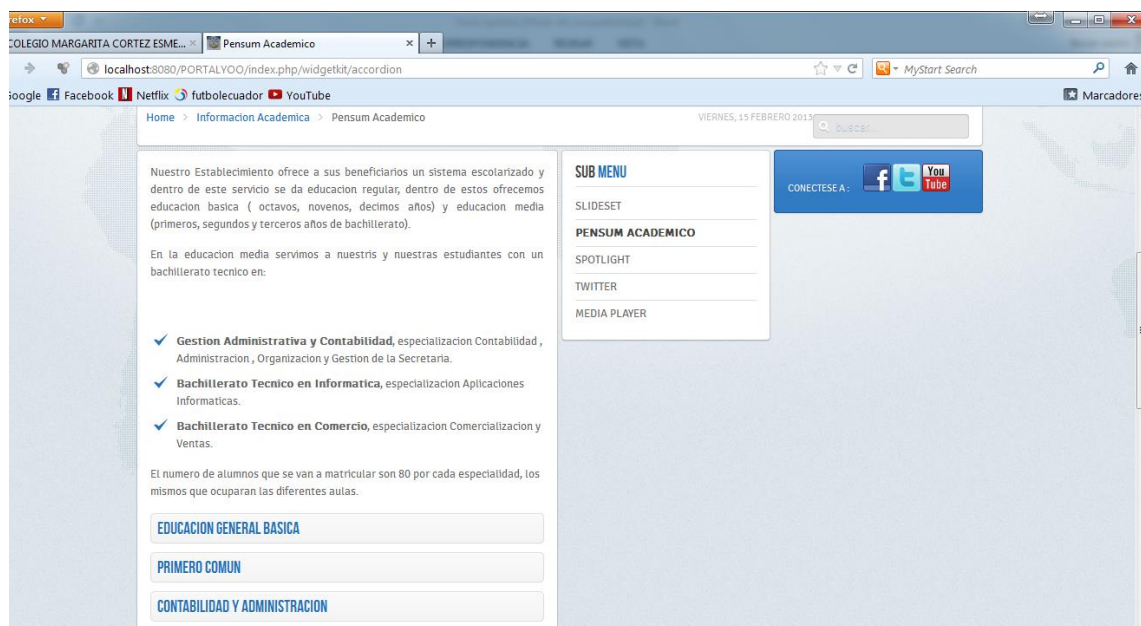 refox
COLEGIO MARGARITA CORTEZ ESME...
Pensum Academico
localhost:8080/PORTALYOO/index.php/widgetkit/accordion
MyStart Search
Google Facebook Netflix futbolecuador YouTube
Marcadores
Home > Informacion Academica > Pensum Academico
VIERNES, 15 FEBRERO 2013
buscar...
Nuestro Establecimiento ofrece a sus beneficiarios un sistema escolarizado y
dentro de este servicio se da educacion regular, dentro de estos ofrecemos
educacion basica ( octavos, novenos, decimos años) y educacion media
(primeros, segundos y terceros años de bachillerato).
En la educacion media servimos a nuestris y nuestras estudiantes con un
bachillerato tecnico en:
Gestion Administrativa y Contabilidad, especializacion Contabilidad ,
Administracion , Organizacion y Gestion de la Secretaria.
Bachillerato Tecnico en Informatica, especializacion Aplicaciones
Informaticas.
Bachillerato Tecnico en Comercio, especializacion Comercializacion y
Ventas.
El numero de alumnos que se van a matricular son 80 por cada especialidad, los
mismos que ocuparan las diferentes aulas.
EDUCACION GENERAL BASICA
PRIMERO COMUN
CONTABILIDAD Y ADMINISTRACION
SUB MENU
SLIDESET
PENSUM ACADEMICO
SPOTLIGHT
TWITTER
MEDIA PLAYER
CONECTESE A :
You
Tube